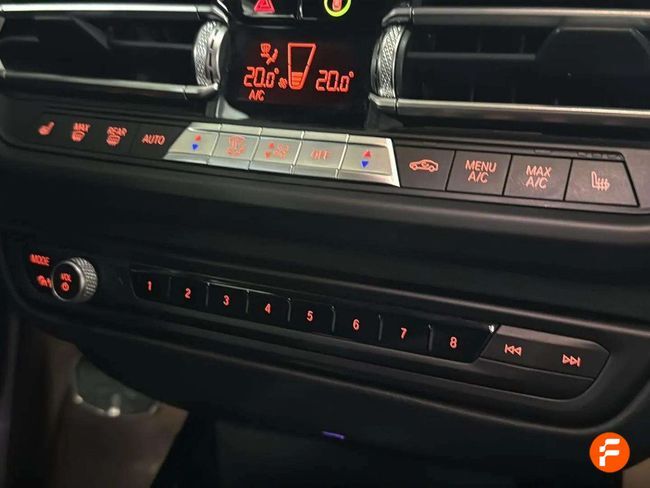 20.0° 20.0°
A/C
MAX REAR AUTO OFF MENU A/C MAX A/C
MODE
VOL
1 2 3 4 5 6 7 8